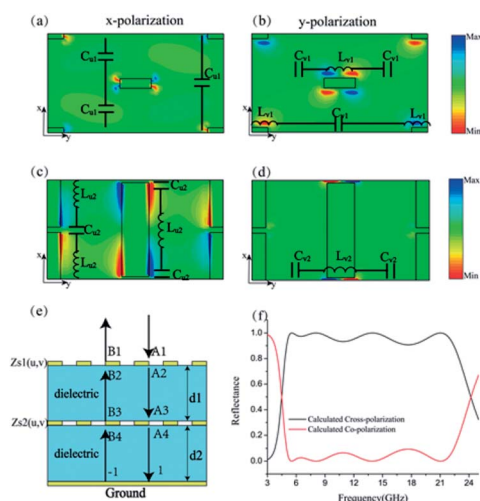 x-polarization
y-polarization
(a)
Cu1
Cu1
Cu1
x
y
(b)
Lv1
Cv1
Cv1
Lv1
Cv1
Lv1
x
y
Max
Min
(c)
Lu2
Cu2
Lu2
Cu2
Lu2
Cu2
x
y
(d)
Cv2
Lv2
Cv2
x
y
Max
Min
(e)
B1
A1
Zs1(u,v)
B2
A2
dielectric
d1
B3
A3
Zs2(u,v)
B4
A4
dielectric
d2
-1
1
Ground
(f)
Reflectance
1.0
0.8
0.6
0.4
0.2
0.0
Calculated Cross-polarization
Calculated Co-polarization
3 6 9 12 15 18 21 24
Frequency(GHz)